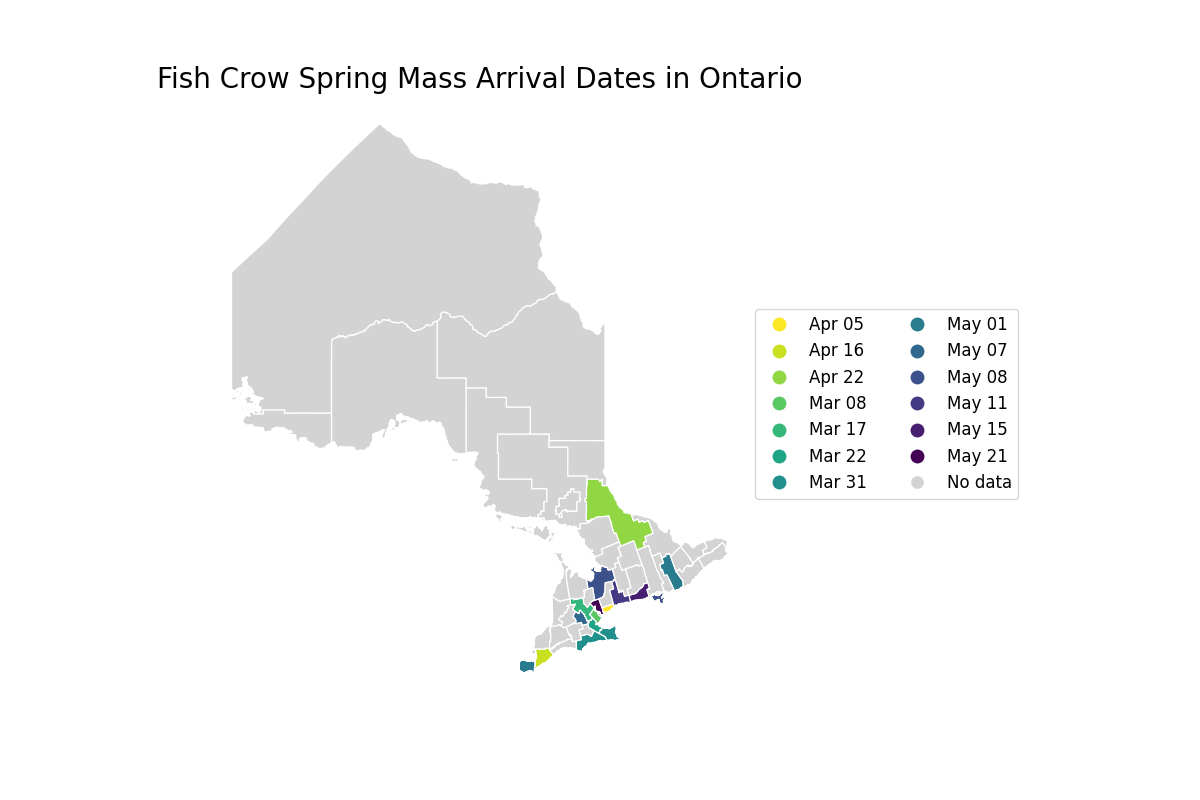 Fish Crow Spring Mass Arrival Dates in Ontario
Apr 05
Apr 16
Apr 22
Mar 08
Mar 17
Mar 22
Mar 31
May 01
May 07
May 08
May 11
May 15
May 21
No data